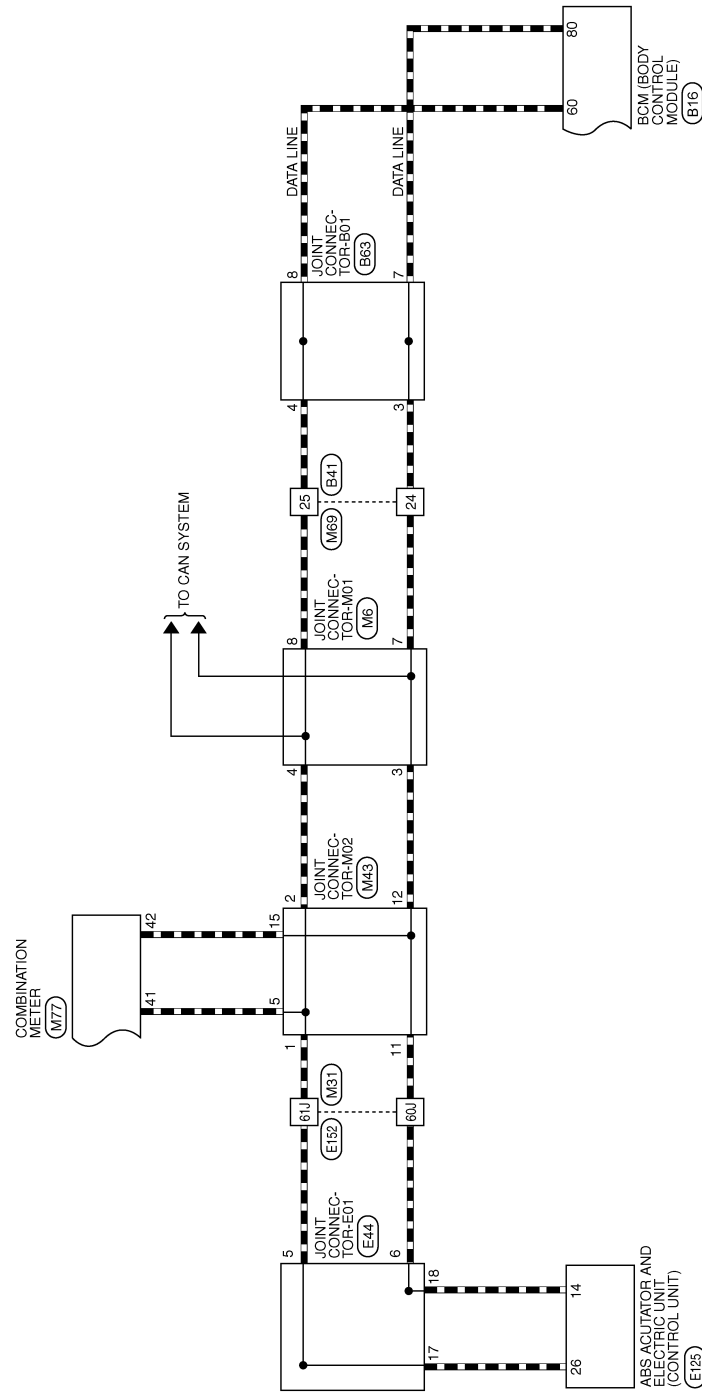 80
60
BCM (BODY
CONTROL
MODULE)
B16
DATA LINE
DATA LINE
8
JOINT
CONNEC-
TOR-B01
B63
7
4
3
25
B41
M69
24
TO CAN SYSTEM
8
JOINT
CONNEC-
TOR-M01
M6
7
4
3
2
JOINT
CONNEC-
TOR-M02
M43
12
42
15
COMBINATION
METER
M77
41
5
1
11
61J
M31
E152
60J
5
JOINT
CONNEC-
TOR-E01
E44
6
18
17
14
26
ABS ACUTATOR AND
ELECTRIC UNIT
(CONTROL UNIT)
E125